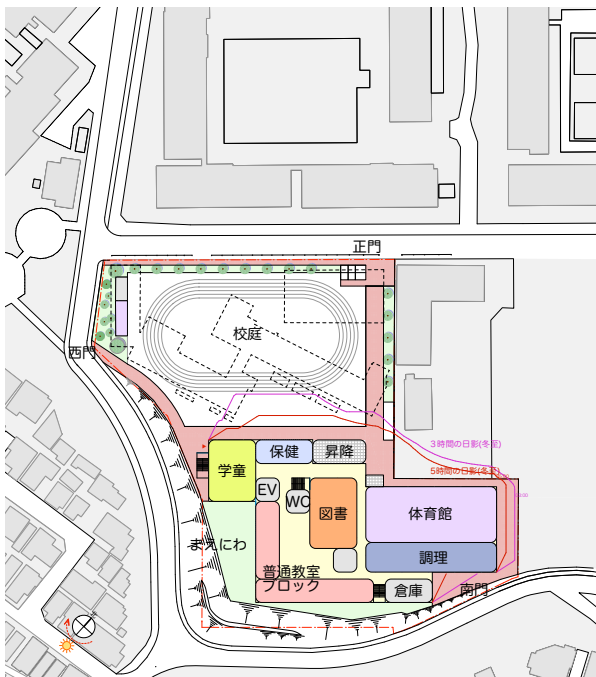 正門
校庭
西門
3時間の日影(冬至)
保健
昇降
学童
5時間の日影(冬至)
EV
WC
図書
体育館
まえにわ
調理
普通教室
ブロック
倉庫
南門